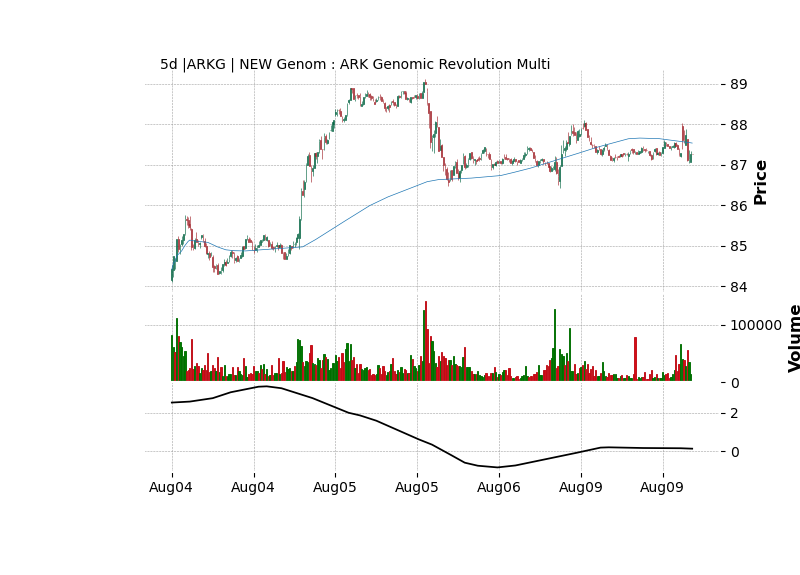 5d |ARKG | NEW Genom : ARK Genomic Revolution Multi
89
88
87
86
85
84
Price
100000
0
Volume
2
0
Aug04 Aug04 Aug05 Aug05 Aug06 Aug09 Aug09